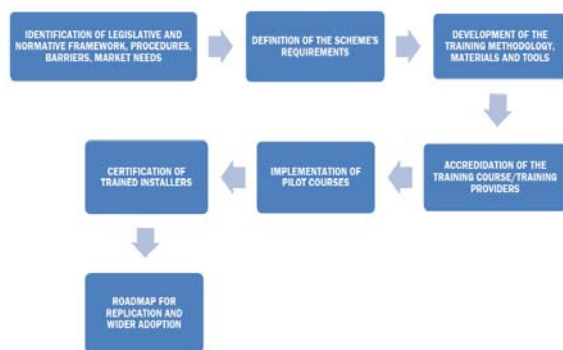 IDENTIFICATION OF LEGISLATIVE AND
NORMATIVE FRAMEWORK, PROCEDURES,
BARRIERS, MARKET NEEDS
DEFINITION OF THE SCHEME'S
REQUIREMENTS
DEVELOPMENT OF THE
TRAINING METHODOLOGY,
MATERIALS AND TOOLS
ACCREDIDATION OF THE
TRAINING COURSE/TRAINING
PROVIDERS
IMPLEMENTATION OF
PILOT COURSES
CERTIFICATION OF
TRAINED INSTALLERS
ROADMAP FOR
REPLICATION AND
WIDER ADOPTION